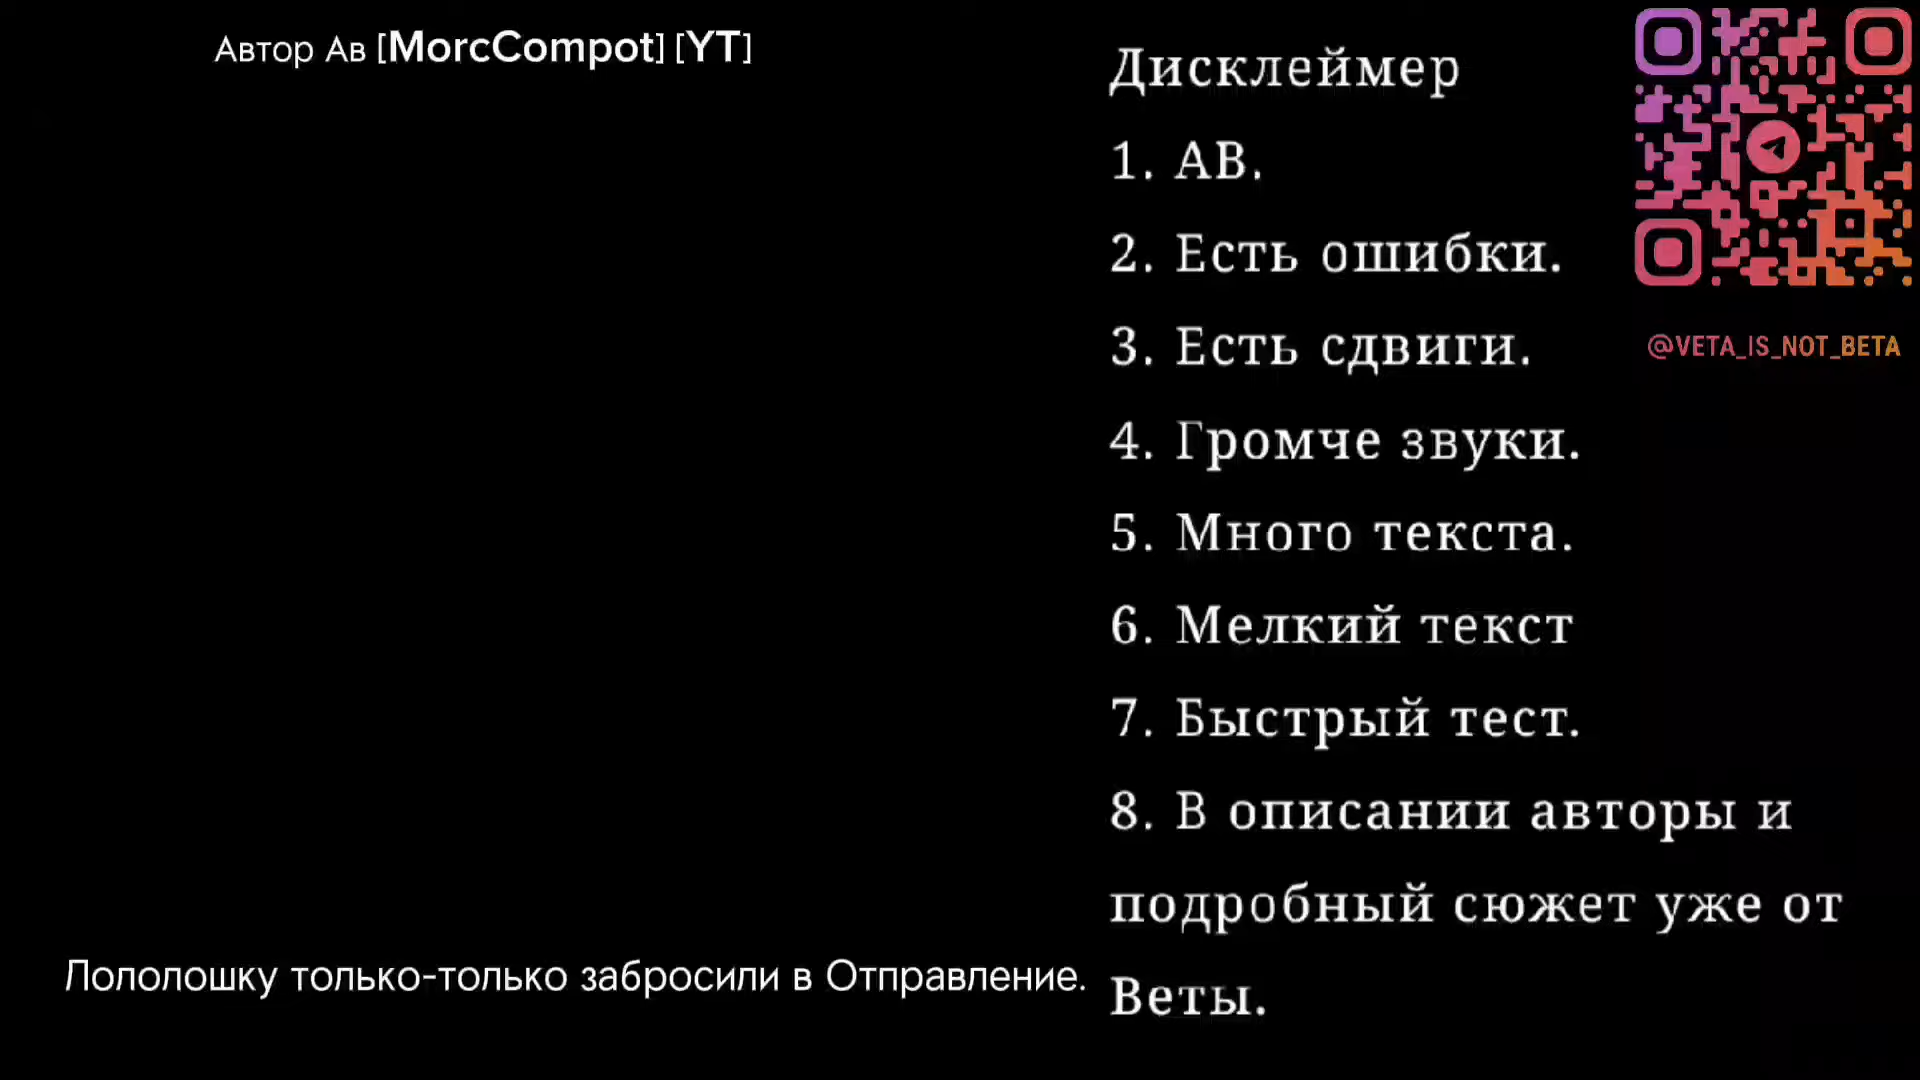 Автор Ав [MorcCompot] [YT]
Дисклеймер
1. АВ.
2. Есть ошибки.
3. Есть сдвиги.
4. Громче звуки.
5. Много текста.
6. Мелкий текст
7. Быстрый тест.
8. В описании авторы и
подробный сюжет уже от
Веты.
@VETA_IS_NOT_BETA
Лололошку только-только забросили в Отправление.